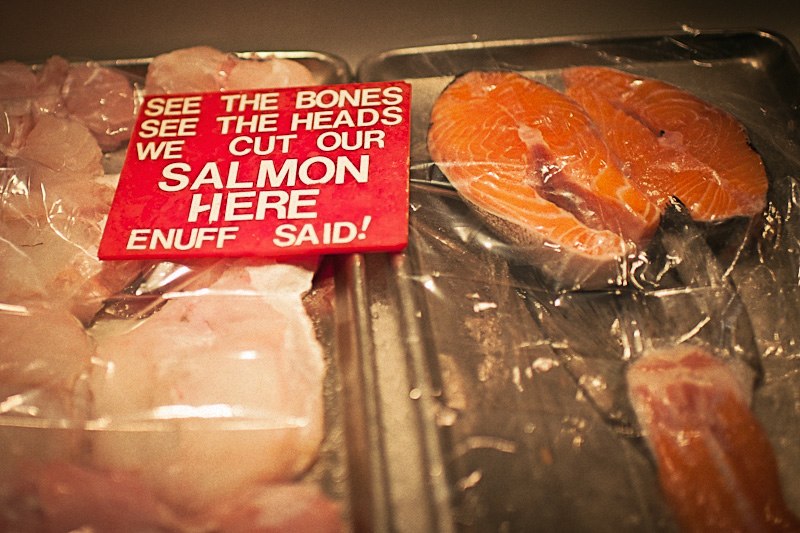 SEE THE BONES
SEE THE HEADS
WE CUT OUR
SALMON
HERE
ENUFF SAID!